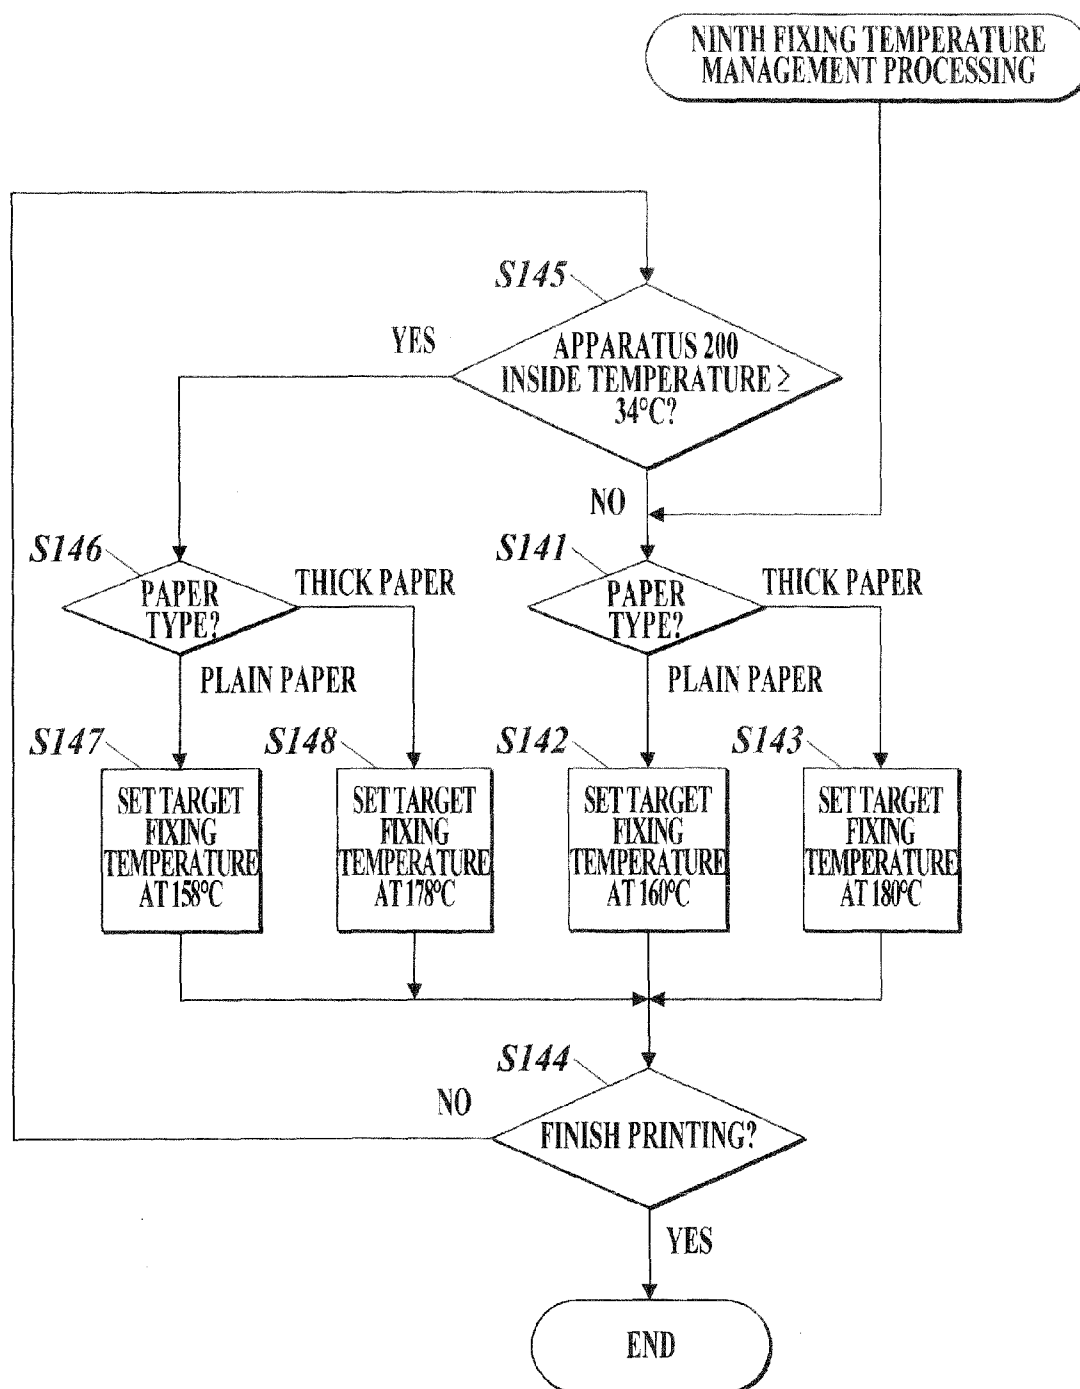 NINTH FIXING TEMPERATURE
MANAGEMENT PROCESSING
S145
YES
APPARATUS 200
INSIDE TEMPERATURE ≥
34°C?
NO
S146
PAPER
TYPE?
THICK PAPER
PLAIN PAPER
S141
PAPER
TYPE?
THICK PAPER
PLAIN PAPER
S147
SET TARGET
FIXING
TEMPERATURE
AT 158°C
S148
SET TARGET
FIXING
TEMPERATURE
AT 178°C
S142
SET TARGET
FIXING
TEMPERATURE
AT 160°C
S143
SET TARGET
FIXING
TEMPERATURE
AT 180°C
S144
NO
FINISH PRINTING?
YES
END